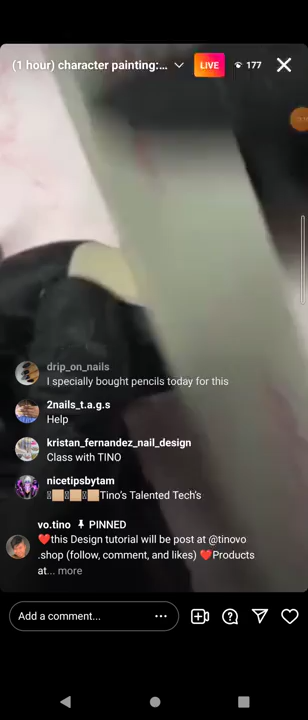 (1 hour) character painting:...
LIVE
177
drip_on_nails
I specially bought pencils today for this
2nails_t.a.g.s
Help
kristan_fernandez_nail_design
Class with TINO
nicetipsbytam
Tino's Talented Tech's
vo.tino PINNED
❤️this Design tutorial will be post at @tinovo
.shop (follow, comment, and likes) ❤️Products
at... more
Add a comment...